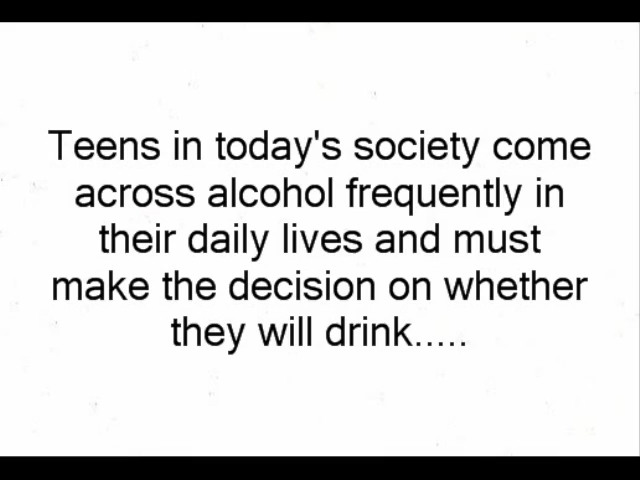 Teens in today's society come
across alcohol frequently in
their daily lives and must
make the decision on whether
they will drink.....